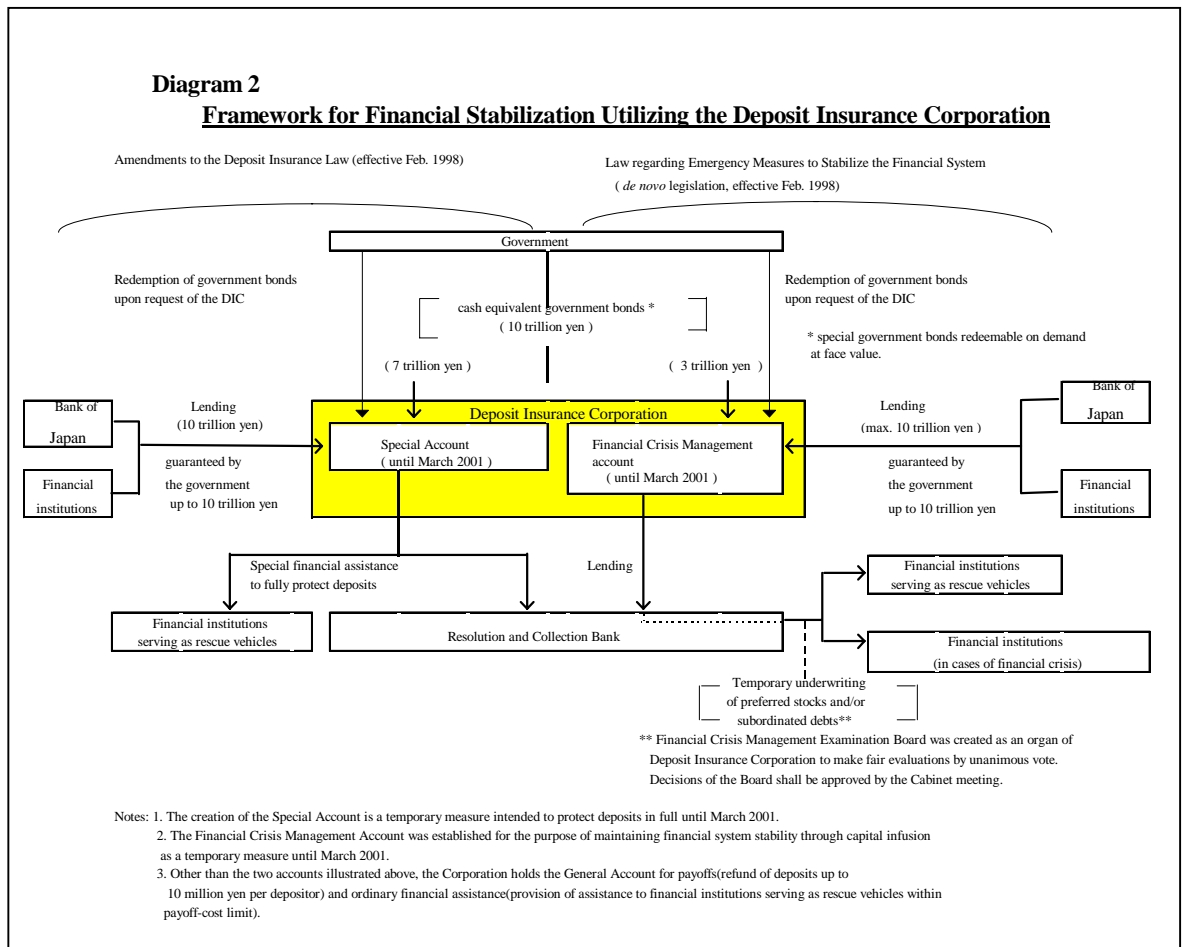 Diagram 2
Framework for Financial Stabilization Utilizing the Deposit Insurance Corporation
Amendments to the Deposit Insurance Law (effective Feb. 1998)
Law regarding Emergency Measures to Stabilize the Financial System
( de novo legislation, effective Feb. 1998)
Government
Redemption of government bonds
upon request of the DIC
cash equivalent government bonds *
( 10 trillion yen )
Redemption of government bonds
upon request of the DIC
* special government bonds redeemable on demand
at face value.
( 7 trillion yen )
( 3 trillion yen )
Bank of
Japan
Financial
institutions
Lending
(10 trillion yen)
guaranteed by
the government
up to 10 trillion yen
Deposit Insurance Corporation
Special Account
( until March 2001 )
Financial Crisis Management
account
( until March 2001 )
Lending
(max. 10 trillion yen )
guaranteed by
the government
up to 10 trillion yen
Bank of
Japan
Financial
institutions
Special financial assistance
to fully protect deposits
Lending
Financial institutions
serving as rescue vehicles
Resolution and Collection Bank
Financial institutions
serving as rescue vehicles
Financial institutions
(in cases of financial crisis)
Temporary underwriting
of preferred stocks and/or
subordinated debts**
** Financial Crisis Management Examination Board was created as an organ of
Deposit Insurance Corporation to make fair evaluations by unanimous vote.
Decisions of the Board shall be approved by the Cabinet meeting.
Notes: 1. The creation of the Special Account is a temporary measure intended to protect deposits in full until March 2001.
2. The Financial Crisis Management Account was established for the purpose of maintaining financial system stability through capital infusion
as a temporary measure until March 2001.
3. Other than the two accounts illustrated above, the Corporation holds the General Account for payoffs(refund of deposits up to
10 million yen per depositor) and ordinary financial assistance(provision of assistance to financial institutions serving as rescue vehicles within
payoff-cost limit).